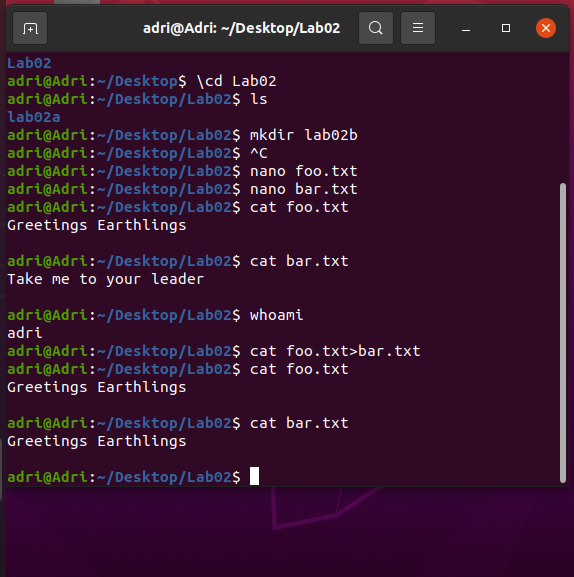 adri@Adri: ~/Desktop/Lab02
Lab02
adri@Adri:~/Desktop$ \cd Lab02
adri@Adri:~/Desktop/Lab02$ ls
lab02a
adri@Adri:~/Desktop/Lab02$ mkdir lab02b
adri@Adri:~/Desktop/Lab02$ ^C
adri@Adri:~/Desktop/Lab02$ nano foo.txt
adri@Adri:~/Desktop/Lab02$ nano bar.txt
adri@Adri:~/Desktop/Lab02$ cat foo.txt
Greetings Earthlings
adri@Adri:~/Desktop/Lab02$ cat bar.txt
Take me to your leader
adri@Adri:~/Desktop/Lab02$ whoami
adri
adri@Adri:~/Desktop/Lab02$ cat foo.txt>bar.txt
adri@Adri:~/Desktop/Lab02$ cat foo.txt
Greetings Earthlings
adri@Adri:~/Desktop/Lab02$ cat bar.txt
Greetings Earthlings
adri@Adri:~/Desktop/Lab02$